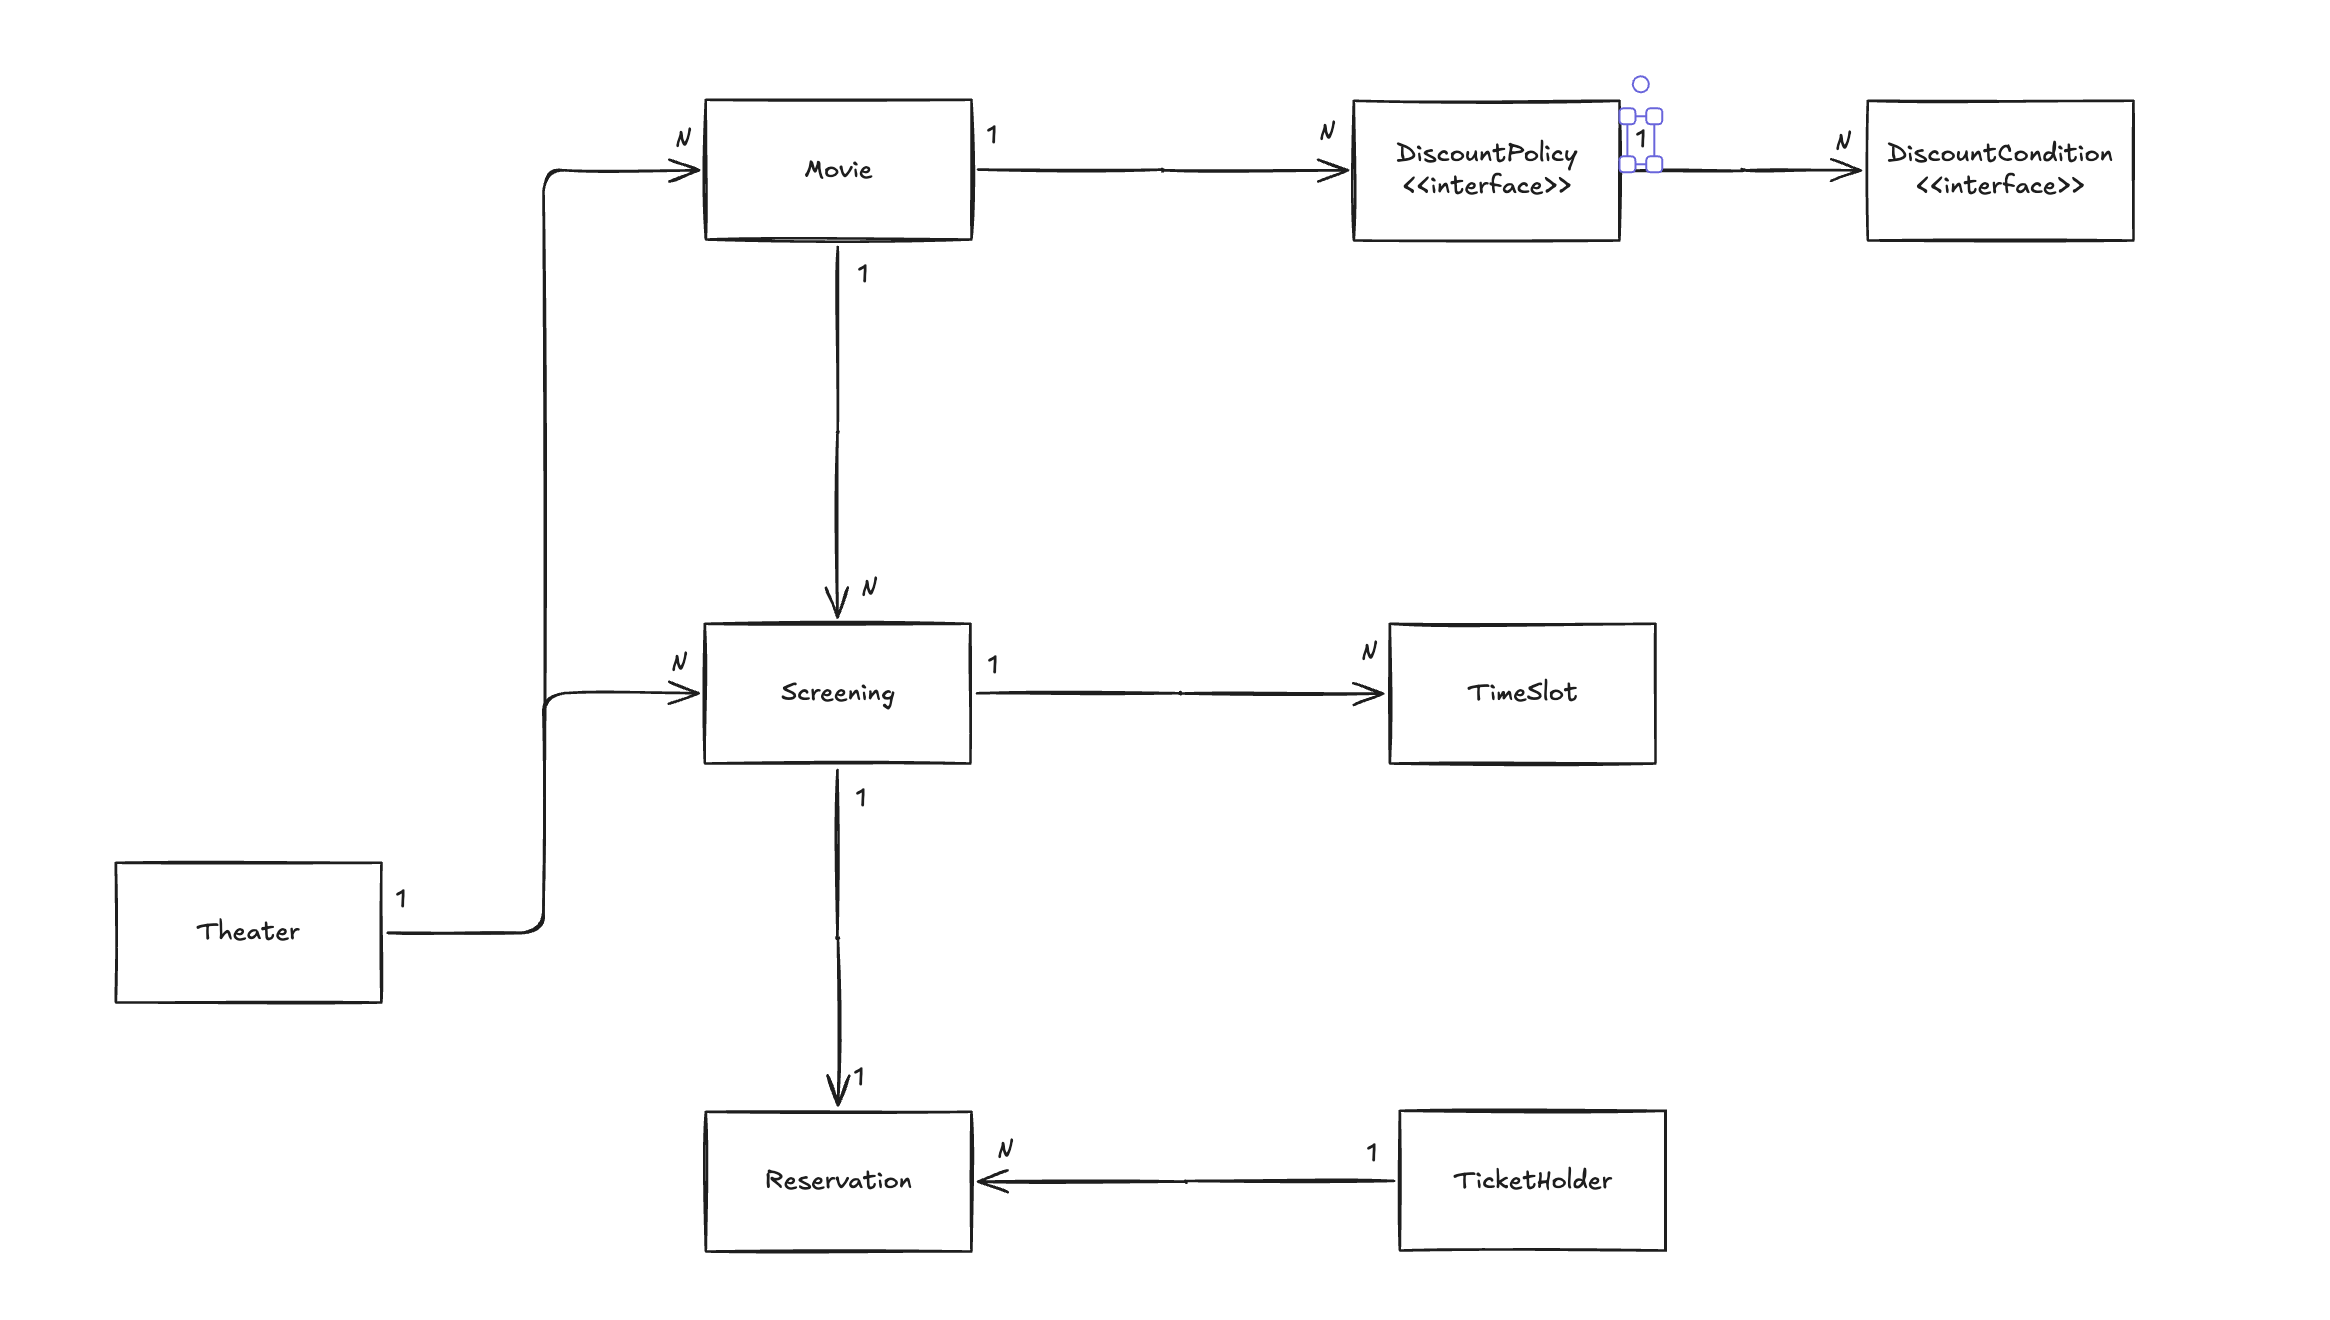 N
Movie
1
N
DiscountPolicy
<<interface>>
1
N
DiscountCondition
<<interface>>
1
N
N
Screening
1
N
TimeSlot
1
Theater
1
1
Reservation
N
1
TicketHolder